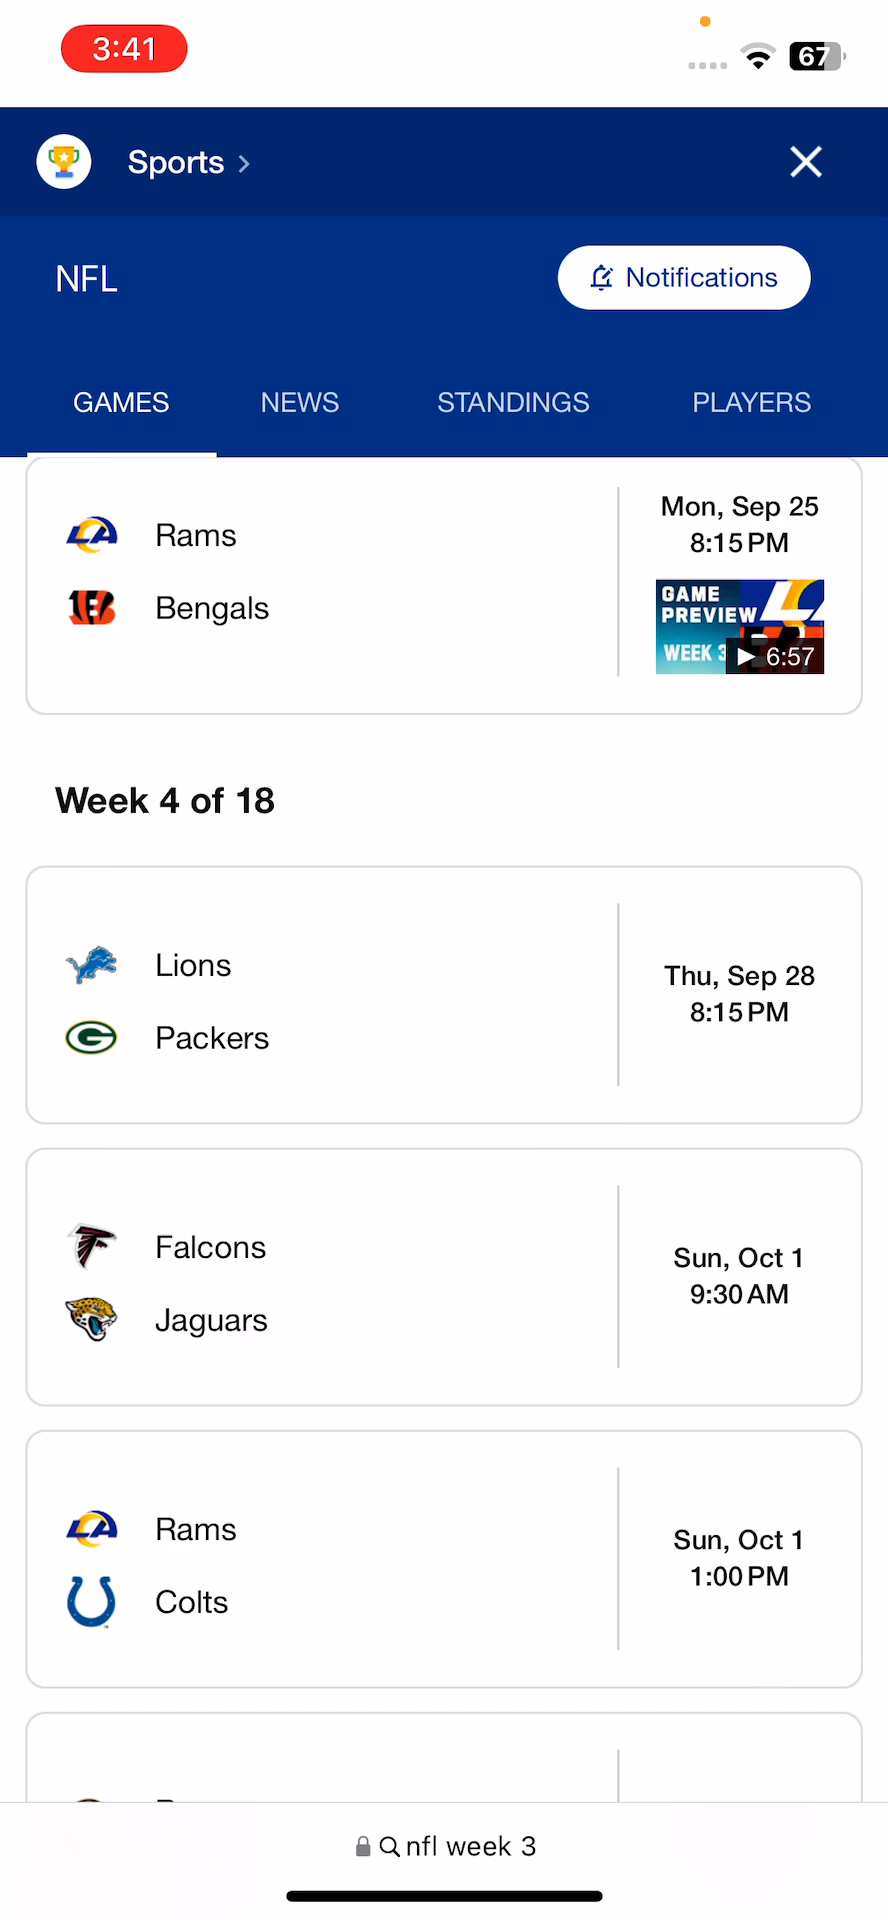 3:41
67
Sports
NFL
Notifications
GAMES NEWS STANDINGS PLAYERS
Rams
Bengals
Mon, Sep 25
8:15 PM
GAME
PREVIEW
WEEK 3
6:57
Week 4 of 18
Lions
Packers
Thu, Sep 28
8:15 PM
Falcons
Jaguars
Sun, Oct 1
9:30 AM
Rams
Colts
Sun, Oct 1
1:00 PM
nfl week 3